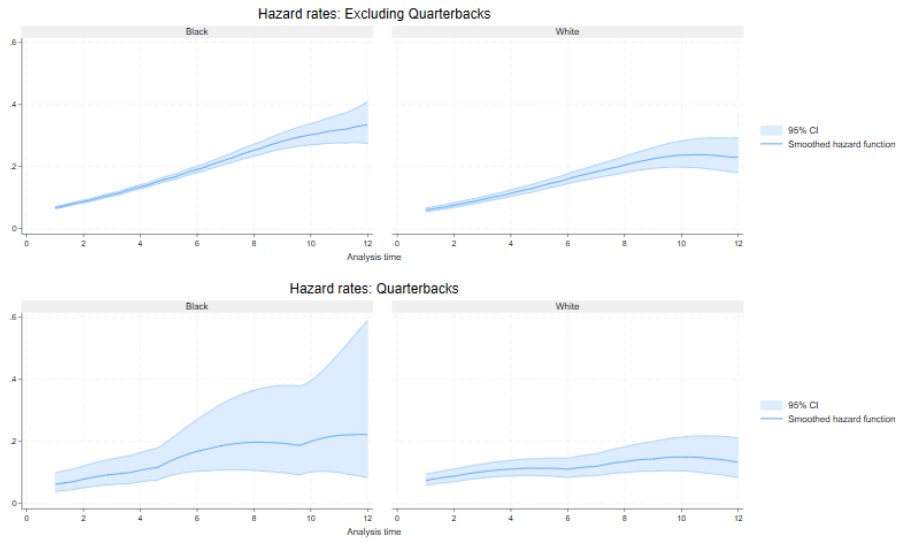 Hazard rates: Excluding Quarterbacks
Black White
.6
.4
.2
0
0 2 4 6 8 10 12 0 2 4 6 8 10 12
Analysis time
95% CI
Smoothed hazard function
Hazard rates: Quarterbacks
Black White
.6
.4
.2
0
0 2 4 6 8 10 12 0 2 4 6 8 10 12
Analysis time
95% CI
Smoothed hazard function